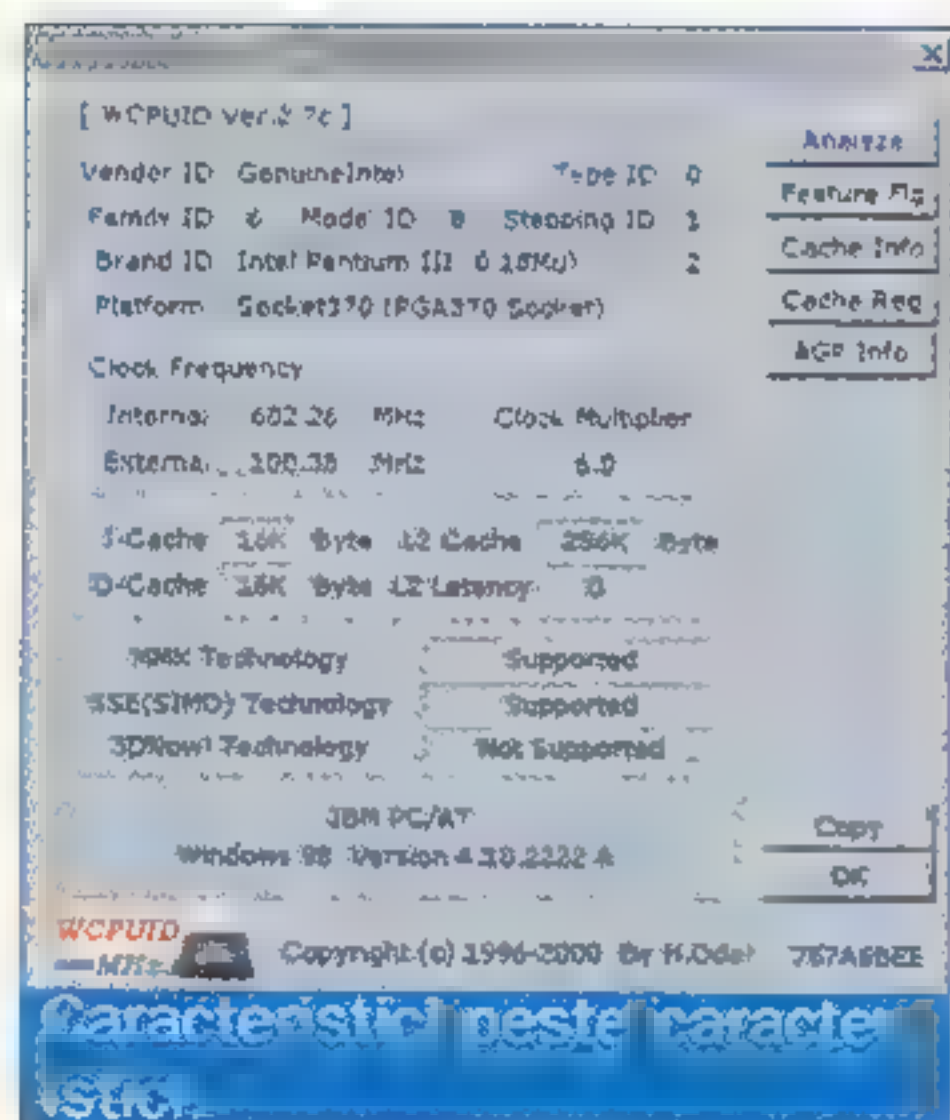 [ WCPUID Ver.2.7c ]
Analyze
Vendor ID GenuineIntel Type ID 0
Feature Flg
Family ID 6 Model ID 8 Stepping ID 1
Cache Info
Brand ID Intel Pentium III 2
Platform Socket370 (PGA370 Socket)
Cache Reg
AGP Info
Clock Frequency
Internal 602.26 MHz Clock Multiplier
External 100.38 MHz 6.0
I-Cache 16K Byte L2 Cache 256K Byte
D-Cache 16K Byte L2 Latency 0
MMX Technology Supported
SSE(SIMD) Technology Supported
3DNow! Technology Not Supported
IBM PC/AT
Copy
Windows 98 Version 4.10.2222 A
OK
WCPUID
MHz
Copyright (c) 1996-2000 By H.Oda!
Caracteristici peste caracter
istici